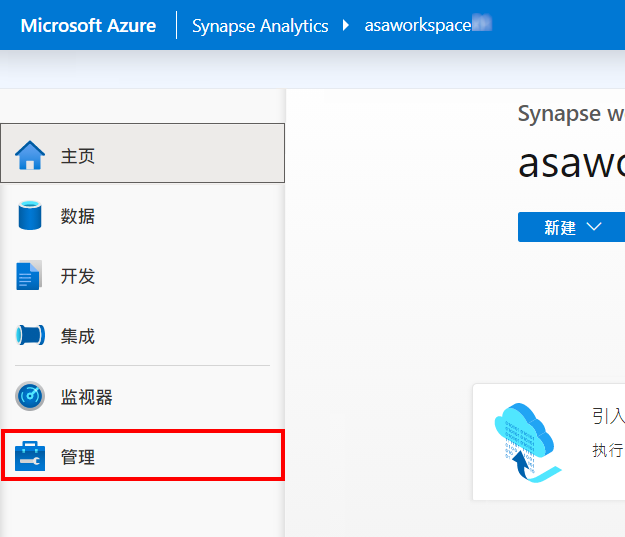 Microsoft Azure
Synapse Analytics
asaworkspace
主页
数据
开发
集成
监视器
管理
Synapse w
asawo
新建
引入
执行